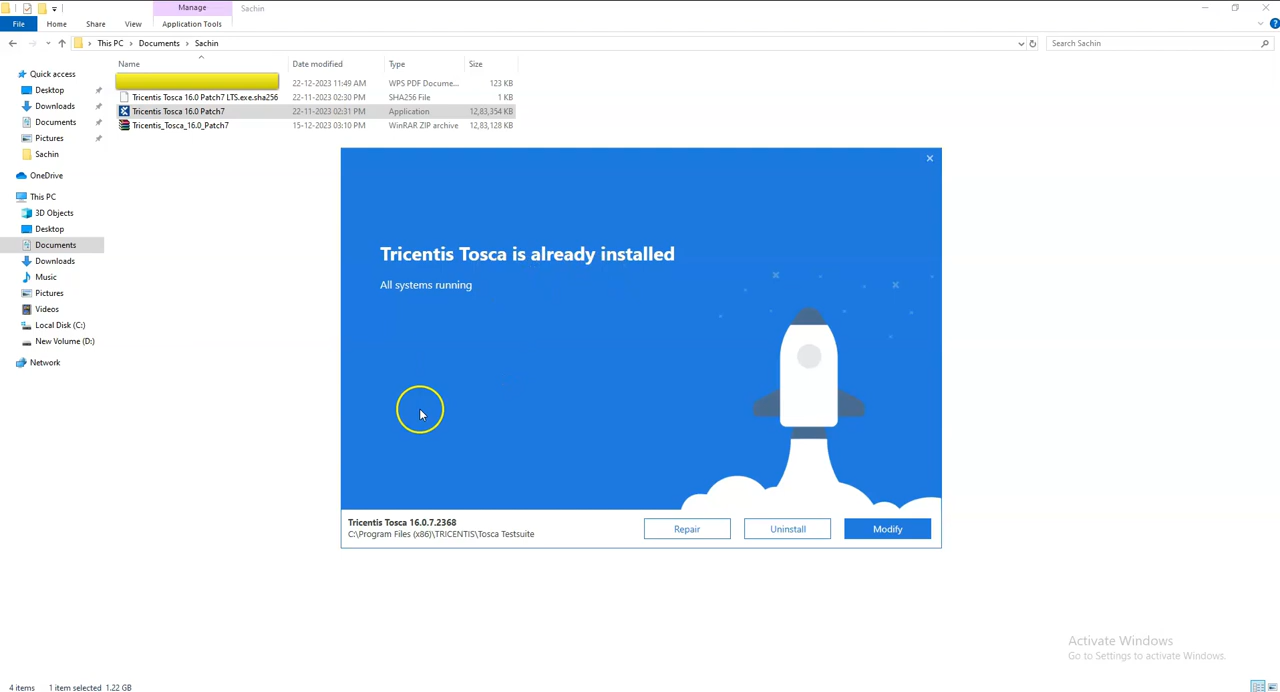 Manage
Sachin
File
Home
Share
View
Application Tools
This PC
Documents
Sachin
Search Sachin
Name
Date modified
Type
Size
22-12-2023 11:49 AM
WPS PDF Docume...
123 KB
Tricentis Tosca 16.0 Patch7 LTS.exe.sha256
22-11-2023 02:30 PM
SHA256 File
1 KB
Tricentis Tosca 16.0 Patch7
22-11-2023 02:31 PM
Application
12,83,354 KB
Tricentis_Tosca_16.0_Patch7
15-12-2023 03:10 PM
WinRAR ZIP archive
12,83,128 KB
Quick access
Desktop
Downloads
Documents
Pictures
Sachin
OneDrive
This PC
3D Objects
Desktop
Documents
Downloads
Music
Pictures
Videos
Local Disk (C:)
New Volume (D:)
Network
Tricentis Tosca is already installed
All systems running
Tricentis Tosca 16.0.7.2368
C:\Program Files (x86)\TRICENTIS\Tosca Testsuite
Repair
Uninstall
Modify
Activate Windows
Go to Settings to activate Windows.
4 items
1 item selected 1.22 GB